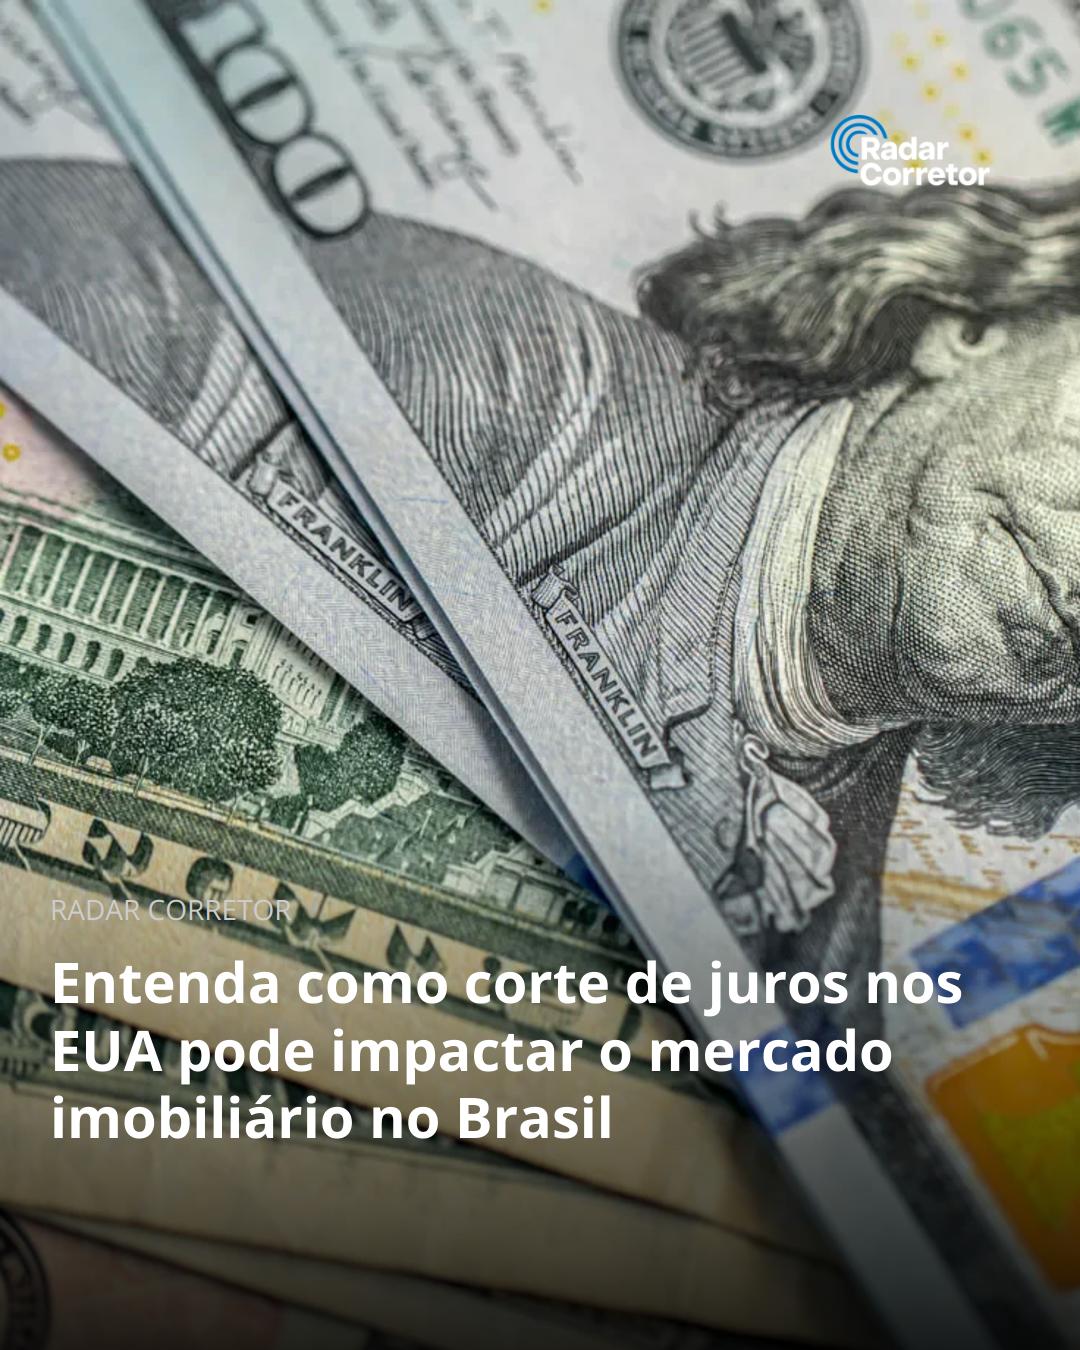 100
065
Radar
Corretor
FRANKLIN
FRANKLIN
RADAR CORRETOR
Entenda como corte de juros nos
EUA pode impactar o mercado
imobiliário no Brasil